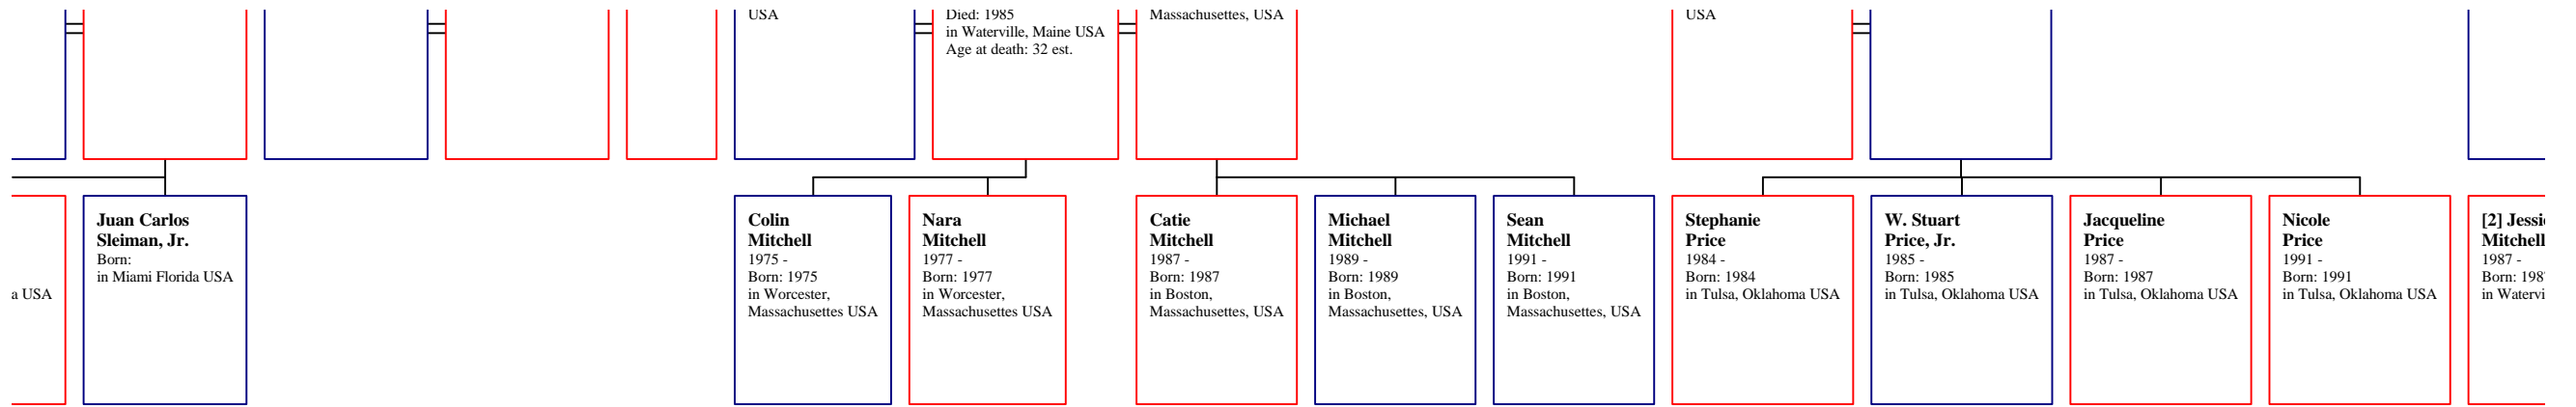 USA
Died: 1985
in Waterville, Maine USA
Age at death: 32 est.
Massachusettes, USA
USA
a USA
Juan Carlos
Sleiman, Jr.
Born:
in Miami Florida USA
Colin
Mitchell
1975 -
Born: 1975
in Worcester,
Massachusettes USA
Nara
Mitchell
1977 -
Born: 1977
in Worcester,
Massachusettes USA
Catie
Mitchell
1987 -
Born: 1987
in Boston,
Massachusettes, USA
Michael
Mitchell
1989 -
Born: 1989
in Boston,
Massachusettes, USA
Sean
Mitchell
1991 -
Born: 1991
in Boston,
Massachusettes, USA
Stephanie
Price
1984 -
Born: 1984
in Tulsa, Oklahoma USA
W. Stuart
Price, Jr.
1985 -
Born: 1985
in Tulsa, Oklahoma USA
Jacqueline
Price
1987 -
Born: 1987
in Tulsa, Oklahoma USA
Nicole
Price
1991 -
Born: 1991
in Tulsa, Oklahoma USA
[2] Jessi
Mitchell
1987 -
Born: 198
in Watervi